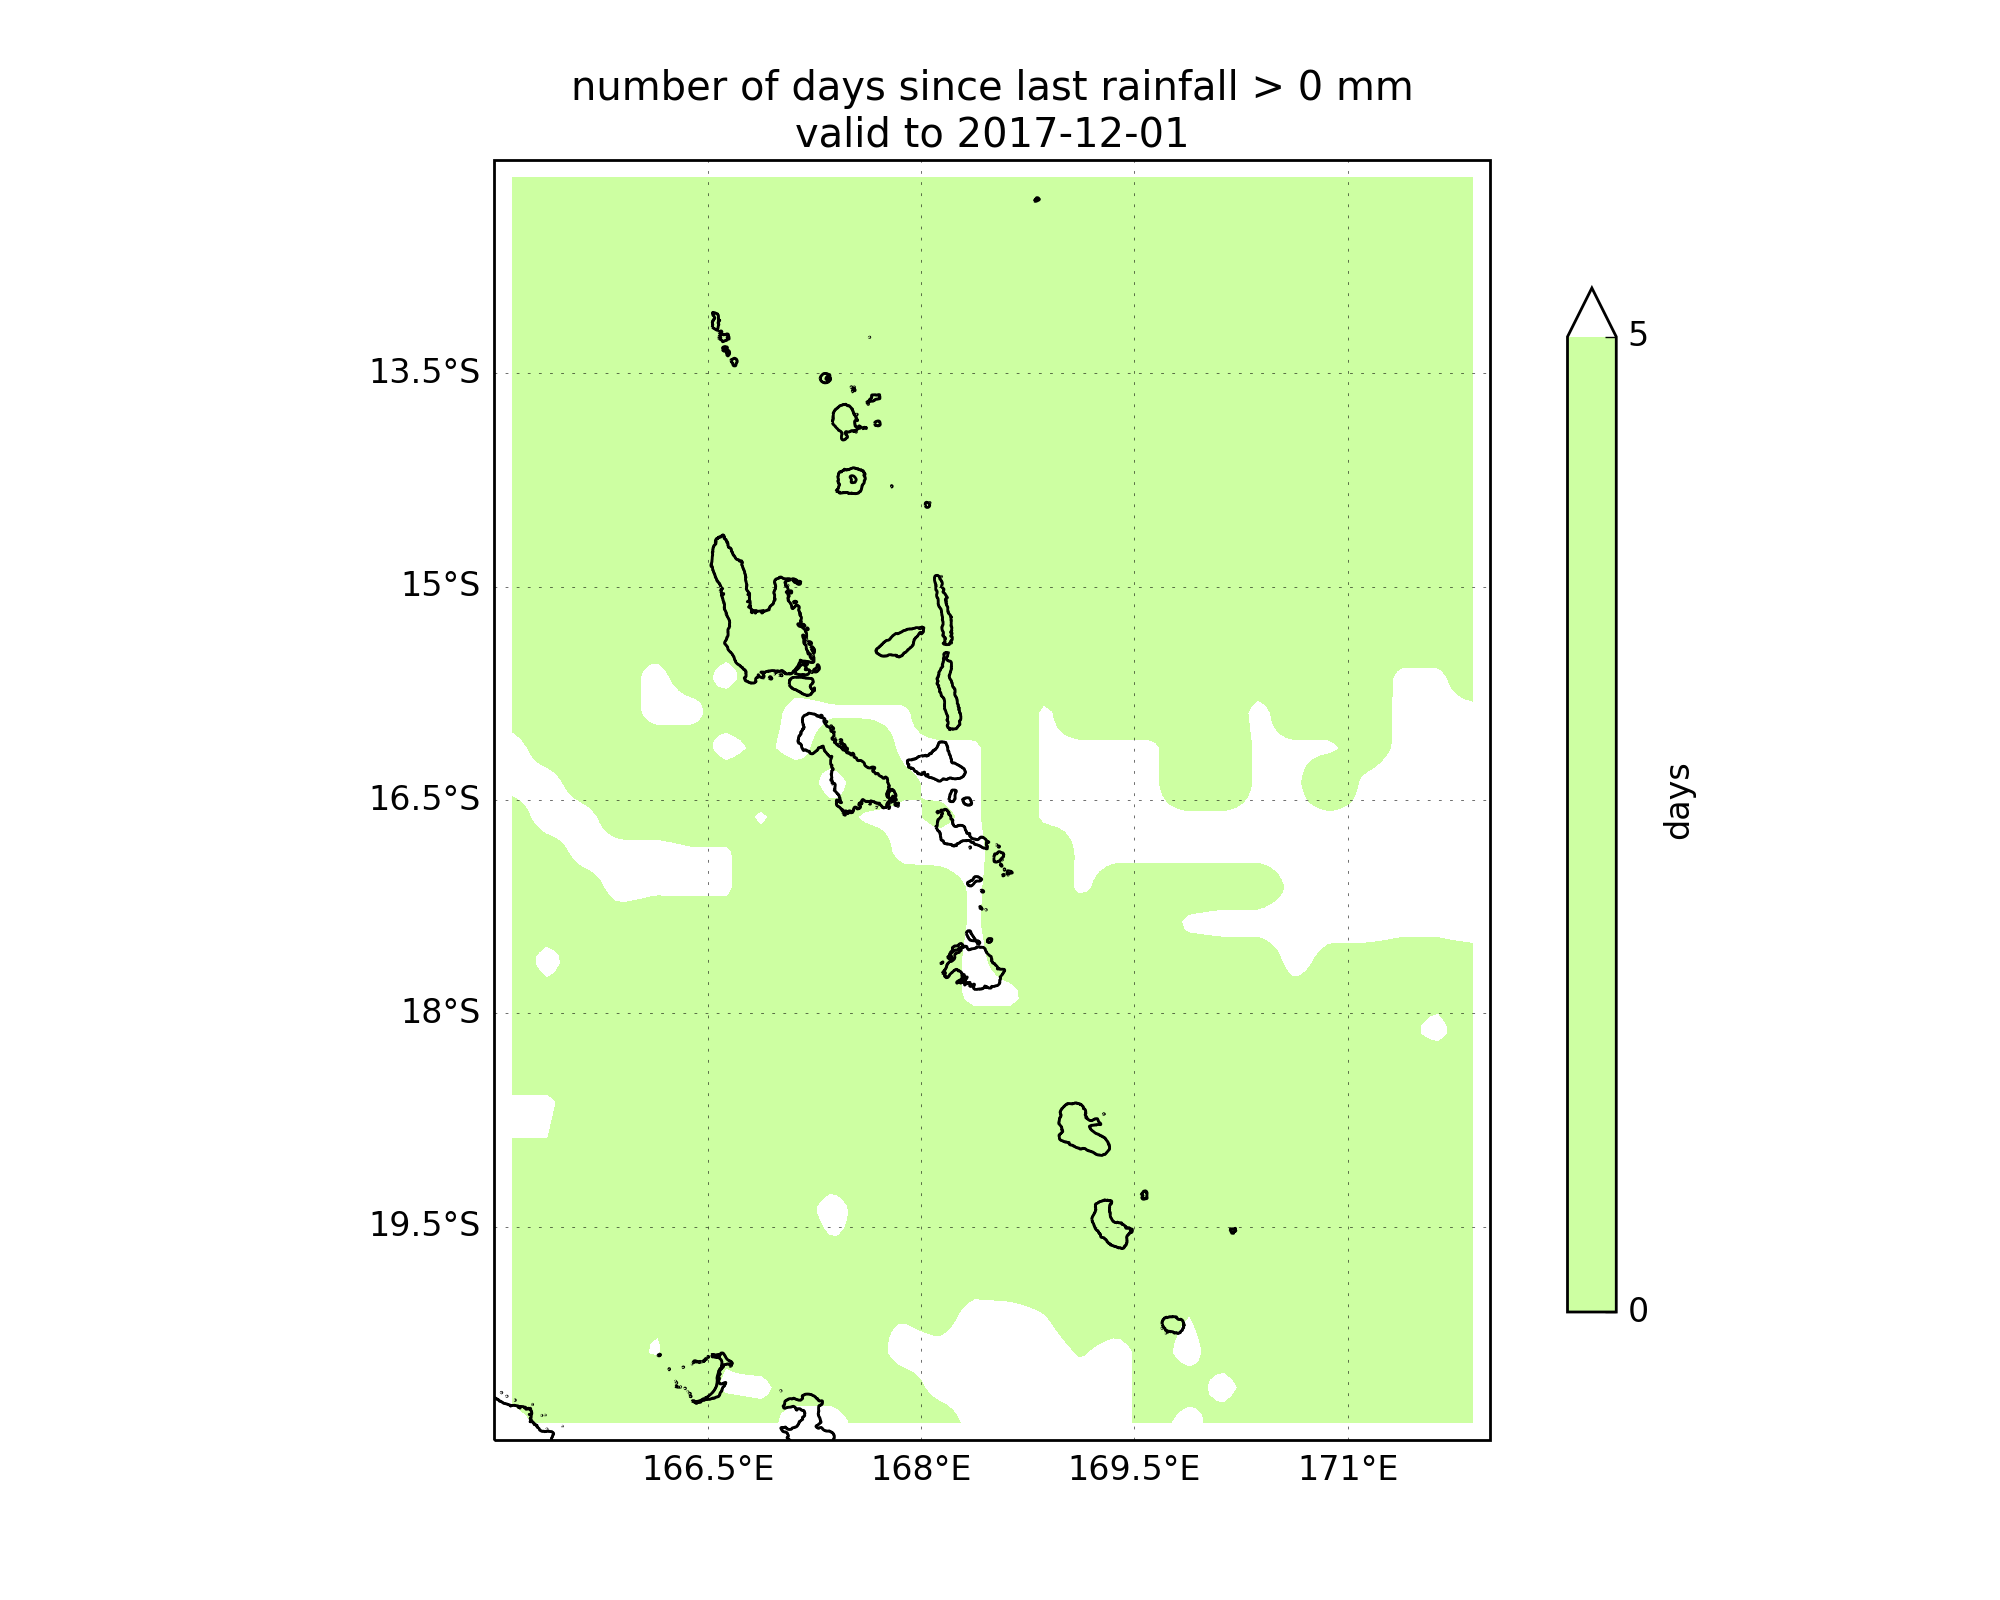 number of days since last rainfall > 0 mm
valid to 2017-12-01
13.5°S
15°S
16.5°S
18°S
19.5°S
166.5°E
168°E
169.5°E
171°E
5
0
days